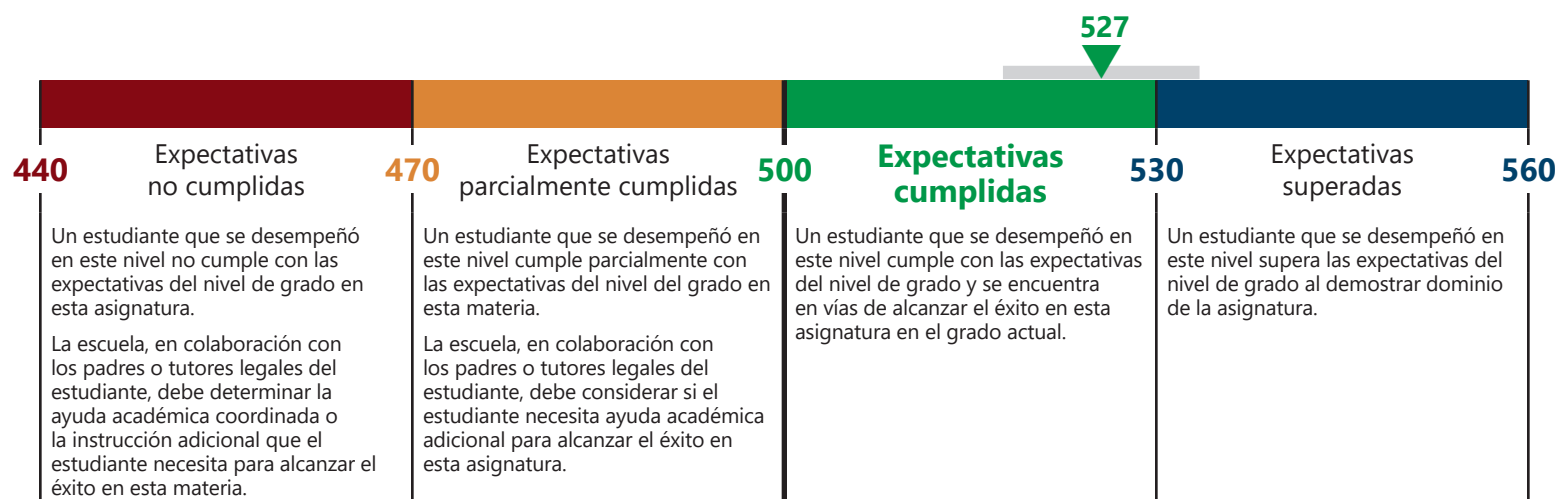 527
440
Expectativas
no cumplidas
470
Expectativas
parcialmente cumplidas
500
Expectativas
cumplidas
530
Expectativas
superadas
560
Un estudiante que se desempeñó
en este nivel no cumple con las
expectativas del nivel de grado en
esta asignatura.
La escuela, en colaboración con
los padres o tutores legales del
estudiante, debe determinar la
ayuda académica coordinada o
la instrucción adicional que el
estudiante necesita para alcanzar el
éxito en esta materia.
Un estudiante que se desempeñó en
este nivel cumple parcialmente con
las expectativas del nivel del grado en
esta materia.
La escuela, en colaboración con
los padres o tutores legales del
estudiante, debe considerar si el
estudiante necesita ayuda académica
adicional para alcanzar el éxito en
esta asignatura.
Un estudiante que se desempeñó en
este nivel cumple con las expectativas
del nivel de grado y se encuentra
en vías de alcanzar el éxito en esta
asignatura en el grado actual.
Un estudiante que se desempeñó en
este nivel supera las expectativas del
nivel de grado al demostrar dominio
de la asignatura.